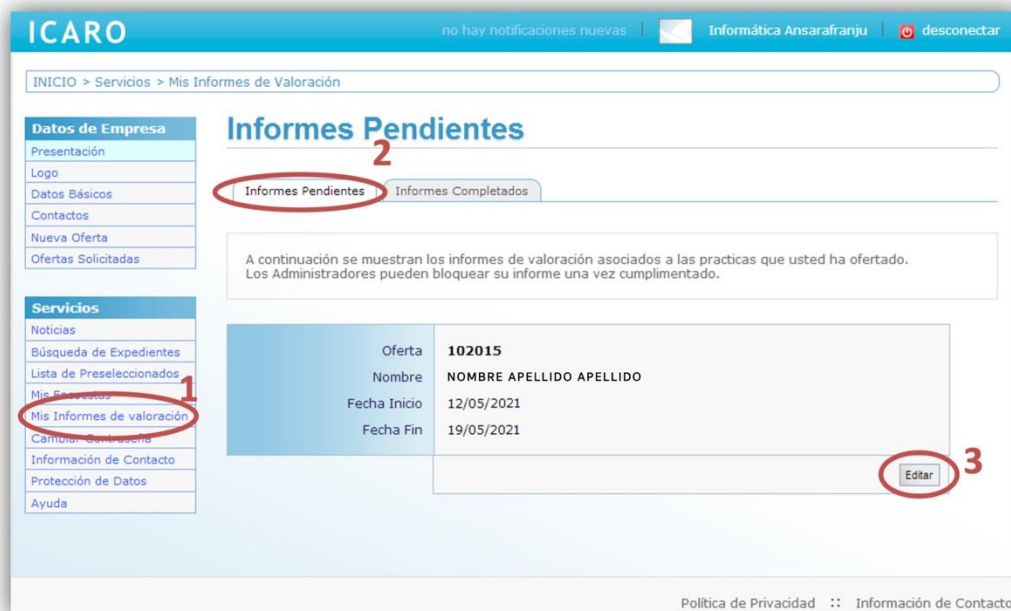 ICARO
no hay notificaciones nuevas | Informática Ansarafranju | desconectar
INICIO > Servicios > Mis Informes de Valoración
Datos de Empresa
Presentación
Logo
Datos Básicos
Contactos
Nueva Oferta
Ofertas Solicitadas
Servicios
Noticias
Búsqueda de Expedientes
Lista de Preseleccionados
1
Mis Encuestas
Mis Informes de valoración
Cambiar Contraseña
Información de Contacto
Protección de Datos
Ayuda
Informes Pendientes
2
Informes Pendientes Informes Completados
A continuación se muestran los informes de valoración asociados a las practicas que usted ha ofertado.
Los Administradores pueden bloquear su informe una vez cumplimentado.
Oferta 102015
Nombre NOMBRE APELLIDO APELLIDO
Fecha Inicio 12/05/2021
Fecha Fin 19/05/2021
Editar 3
Política de Privacidad :: Información de Contacto